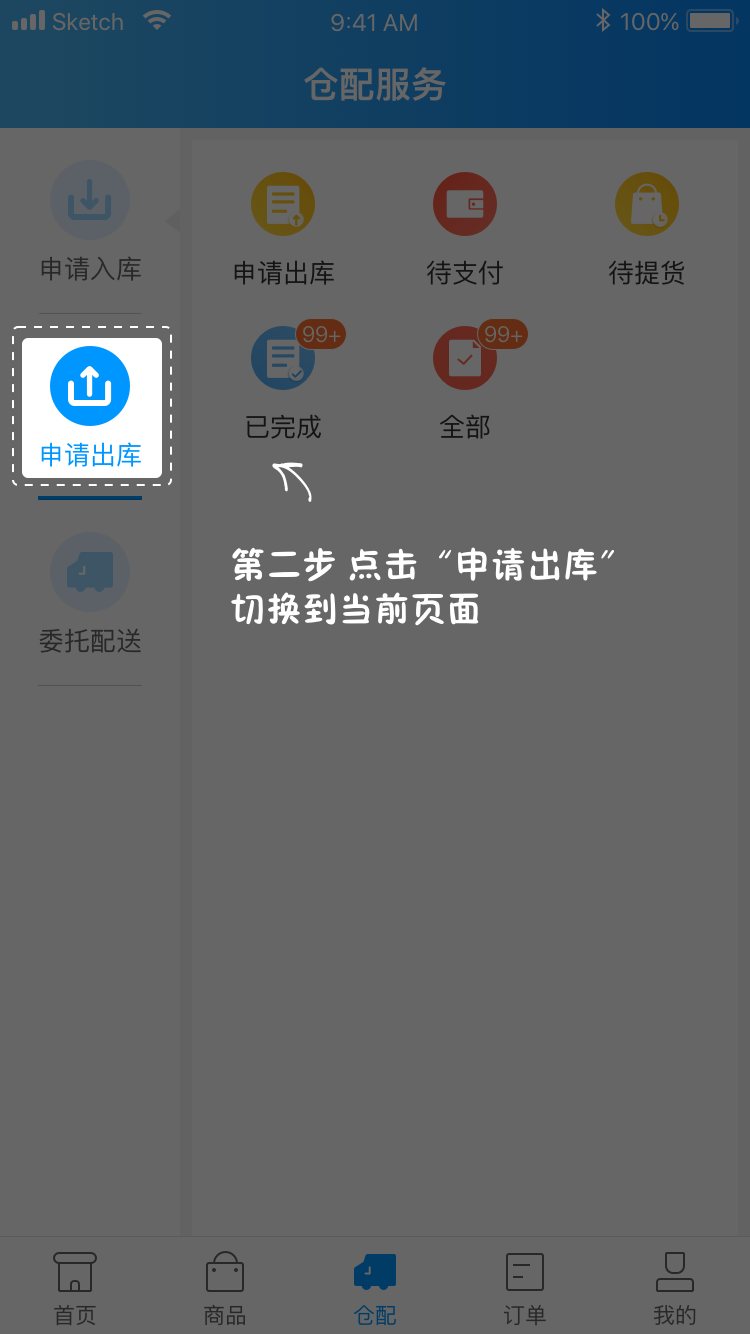 Sketch 9:41 AM 100%
仓配服务
申请入库
申请出库
委托配送
申请出库 待支付 待提货
99+ 99+
已完成 全部
第二步 点击“申请出库”
切换到当前页面
首页 商品 仓配 订单 我的